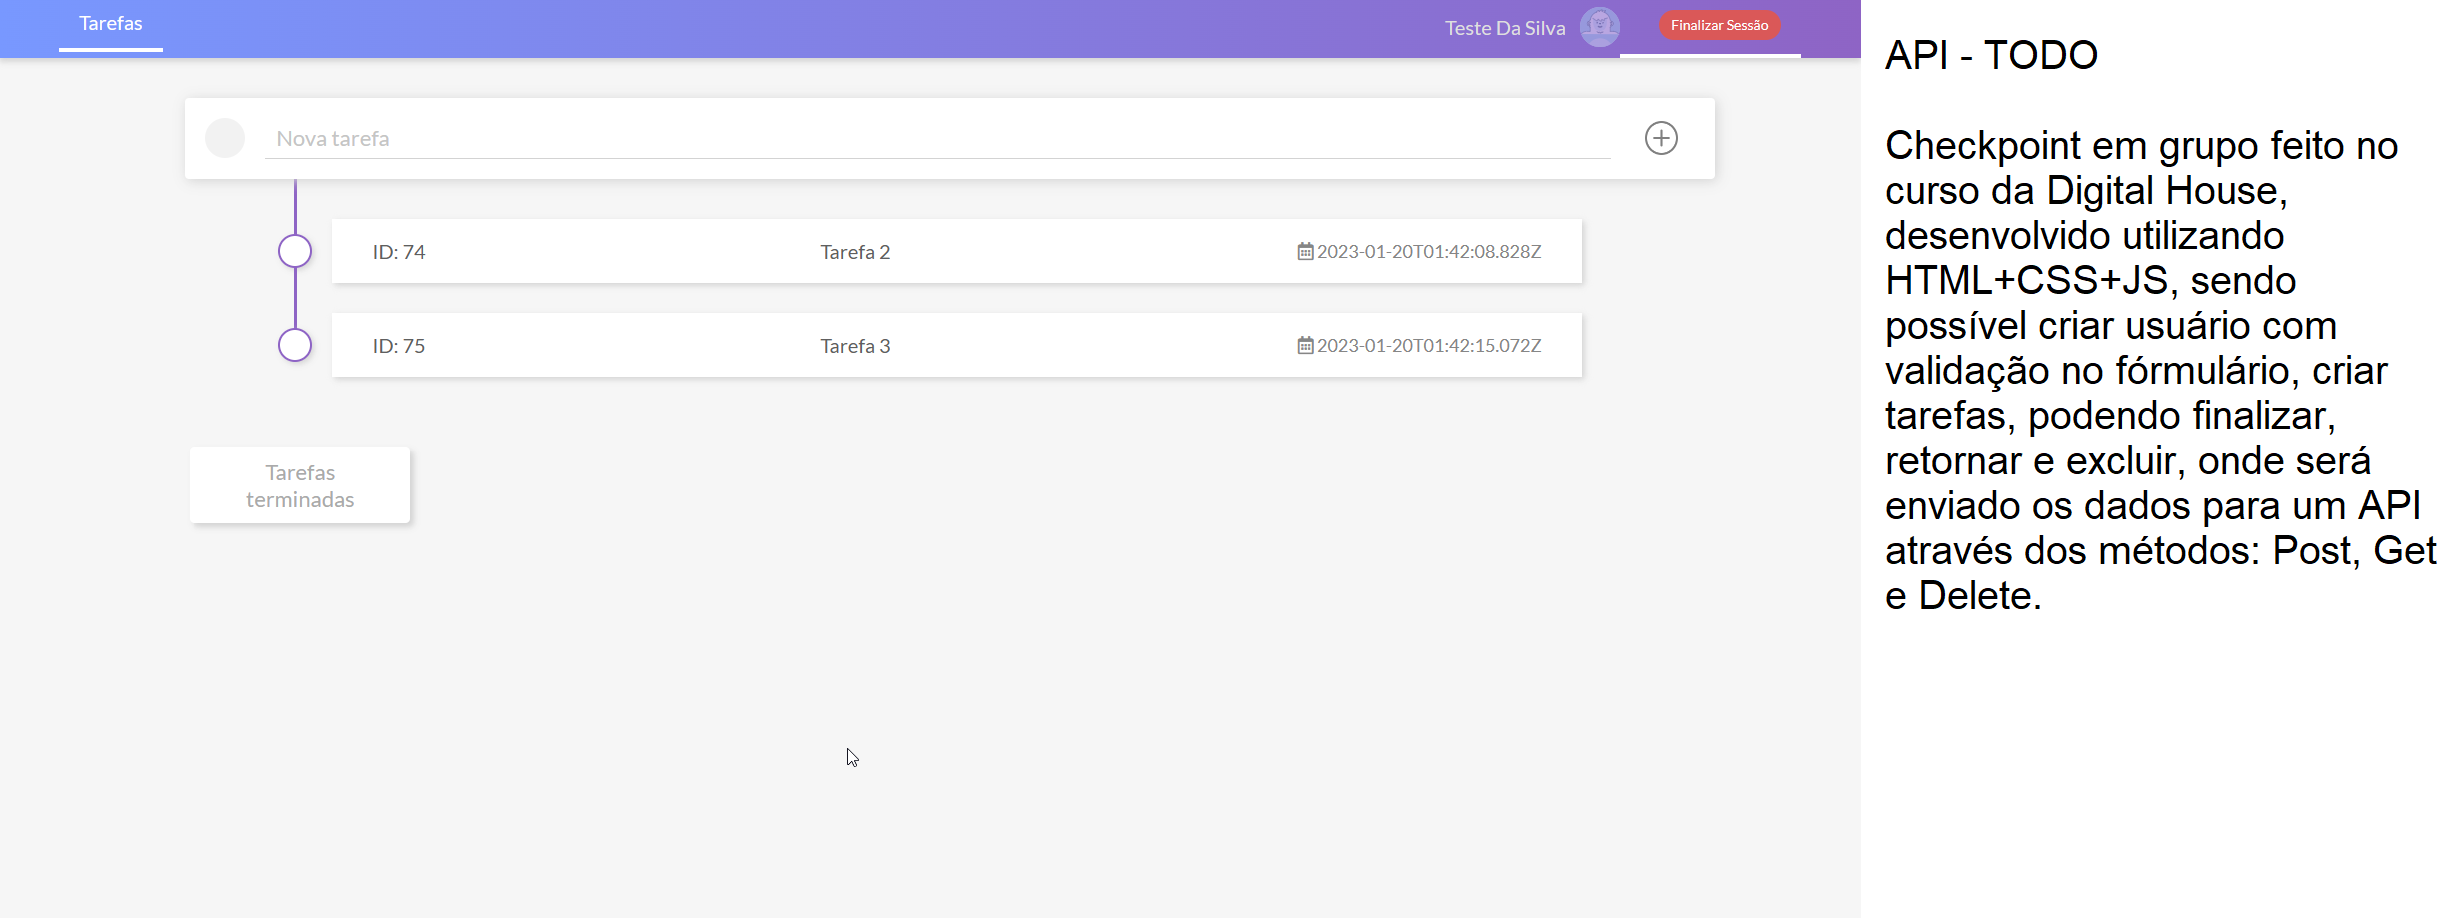 Tarefas
Teste Da Silva
Finalizar Sessão
Nova tarefa
ID: 74
Tarefa 2
2023-01-20T01:42:08.828Z
ID: 75
Tarefa 3
2023-01-20T01:42:15.072Z
Tarefas
terminadas
API - TODO
Checkpoint em grupo feito no
curso da Digital House,
desenvolvido utilizando
HTML+CSS+JS, sendo
possível criar usuário com
validação no fórmulário, criar
tarefas, podendo finalizar,
retornar e excluir, onde será
enviado os dados para um API
através dos métodos: Post, Get
e Delete.